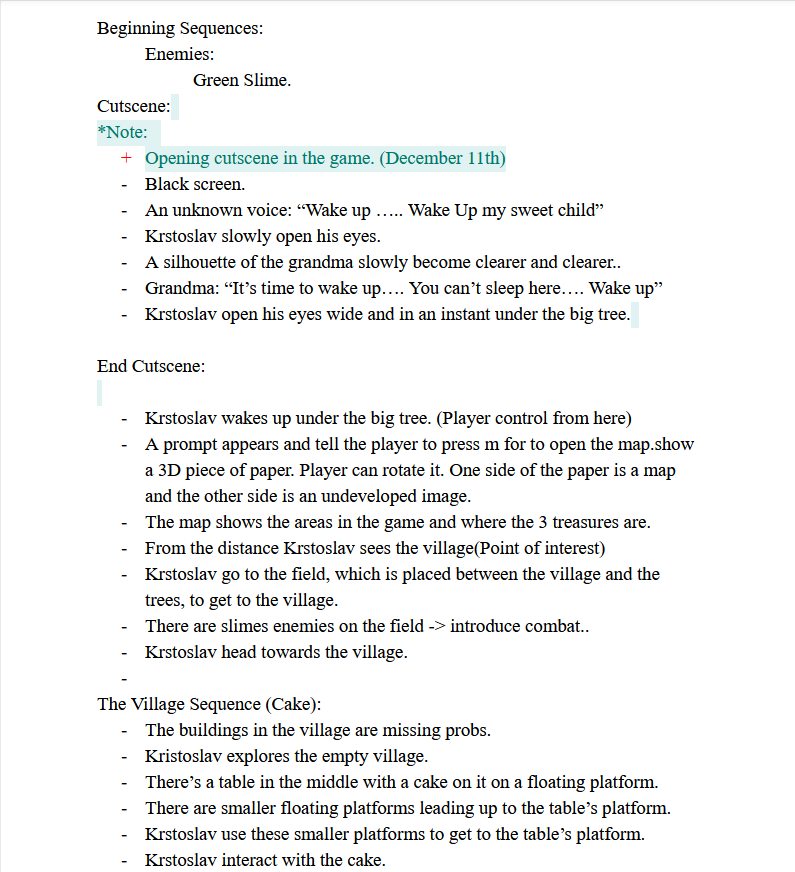 Beginning Sequences:
Enemies:
Green Slime.
Cutscene:
*Note:
+ Opening cutscene in the game. (December 11th)
- Black screen.
- An unknown voice: “Wake up ….. Wake Up my sweet child”
- Krstoslav slowly open his eyes.
- A silhouette of the grandma slowly become clearer and clearer..
- Grandma: “It’s time to wake up…. You can’t sleep here…. Wake up”
- Krstoslav open his eyes wide and in an instant under the big tree.
End Cutscene:
- Krstoslav wakes up under the big tree. (Player control from here)
- A prompt appears and tell the player to press m for to open the map.show
a 3D piece of paper. Player can rotate it. One side of the paper is a map
and the other side is an undeveloped image.
- The map shows the areas in the game and where the 3 treasures are.
- From the distance Krstoslav sees the village(Point of interest)
- Krstoslav go to the field, which is placed between the village and the
trees, to get to the village.
- There are slimes enemies on the field -> introduce combat..
- Krstoslav head towards the village.
-
The Village Sequence (Cake):
- The buildings in the village are missing probs.
- Kristoslav explores the empty village.
- There’s a table in the middle with a cake on it on a floating platform.
- There are smaller floating platforms leading up to the table’s platform.
- Krstoslav use these smaller platforms to get to the table’s platform.
- Krstoslav interact with the cake.